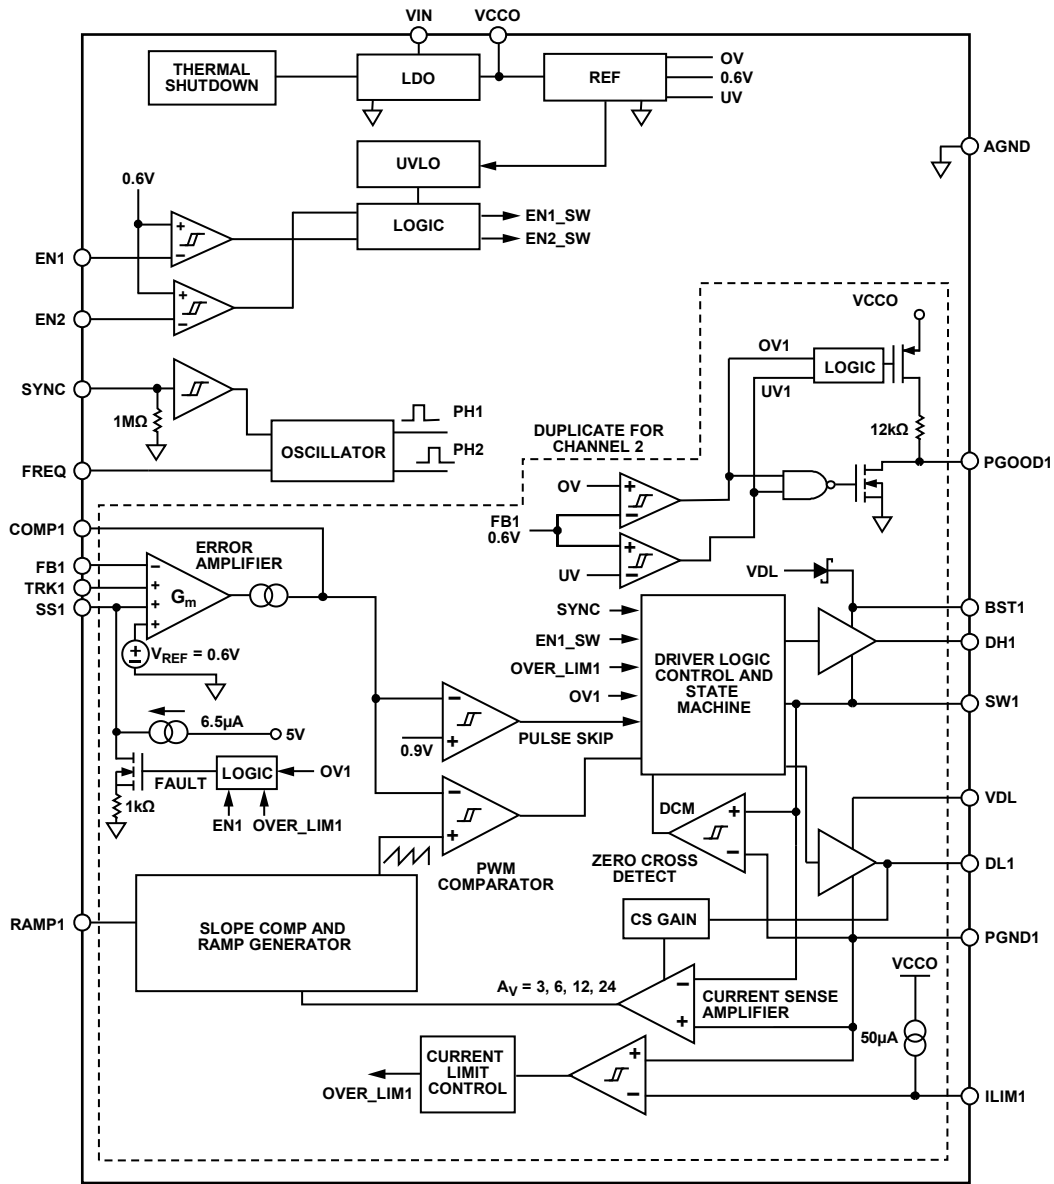 VIN
VCCO
THERMAL
SHUTDOWN
LDO
REF
OV
0.6V
UV
AGND
UVLO
0.6V
LOGIC
EN1_SW
EN2_SW
+
–
EN1
+
–
EN2
VCCO
OV1
LOGIC
UV1
SYNC
1MΩ
PH1
12kΩ
OSCILLATOR
PH2
DUPLICATE FOR
CHANNEL 2
FREQ
PGOOD1
OV
+
–
COMP1
FB1
0.6V
+
–
UV
ERROR
AMPLIFIER
FB1
–
TRK1
+
Gm
SS1
+
+
VREF = 0.6V
+
–
VDL
BST1
SYNC
EN1_SW
OVER_LIM1
OV1
DRIVER LOGIC
CONTROL AND
STATE
MACHINE
DH1
SW1
–
0.9V
+
PULSE SKIP
6.5µA
5V
FAULT
LOGIC
OV1
1kΩ
EN1
OVER_LIM1
–
+
PWM
COMPARATOR
DCM
+
–
ZERO CROSS
DETECT
VDL
DL1
RAMP1
SLOPE COMP AND
RAMP GENERATOR
CS GAIN
PGND1
AV = 3, 6, 12, 24
–
+
CURRENT SENSE
AMPLIFIER
VCCO
50µA
CURRENT
LIMIT
CONTROL
OVER_LIM1
+
–
ILIM1